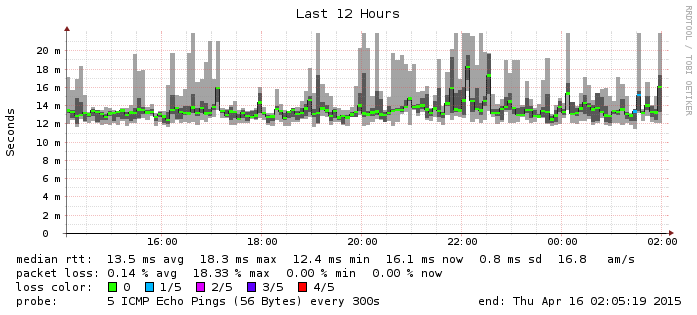 Last 12 Hours
RRDTOOL / TOBI OETIKER
Seconds
20 m
18 m
16 m
14 m
12 m
10 m
8 m
6 m
4 m
2 m
0
16:00 18:00 20:00 22:00 00:00 02:00
median rtt: 13.5 ms avg 18.3 ms max 12.4 ms min 16.1 ms now 0.8 ms sd 16.8 am/s
packet loss: 0.14 % avg 18.33 % max 0.00 % min 0.00 % now
loss color: 0 1/5 2/5 3/5 4/5
probe: 5 ICMP Echo Pings (56 Bytes) every 300s end: Thu Apr 16 02:05:19 2015